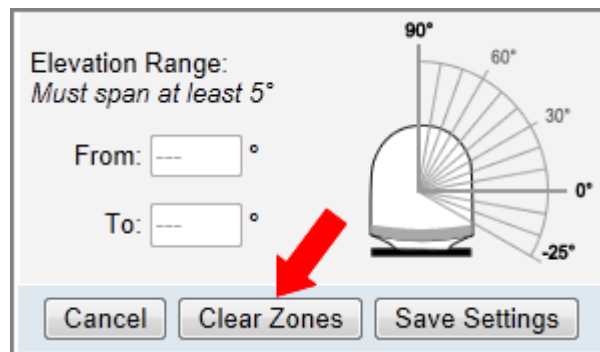 Elevation Range:
Must span at least 5°
From: --- °
To: --- °
90°
60°
30°
0°
-25°
Cancel
Clear Zones
Save Settings